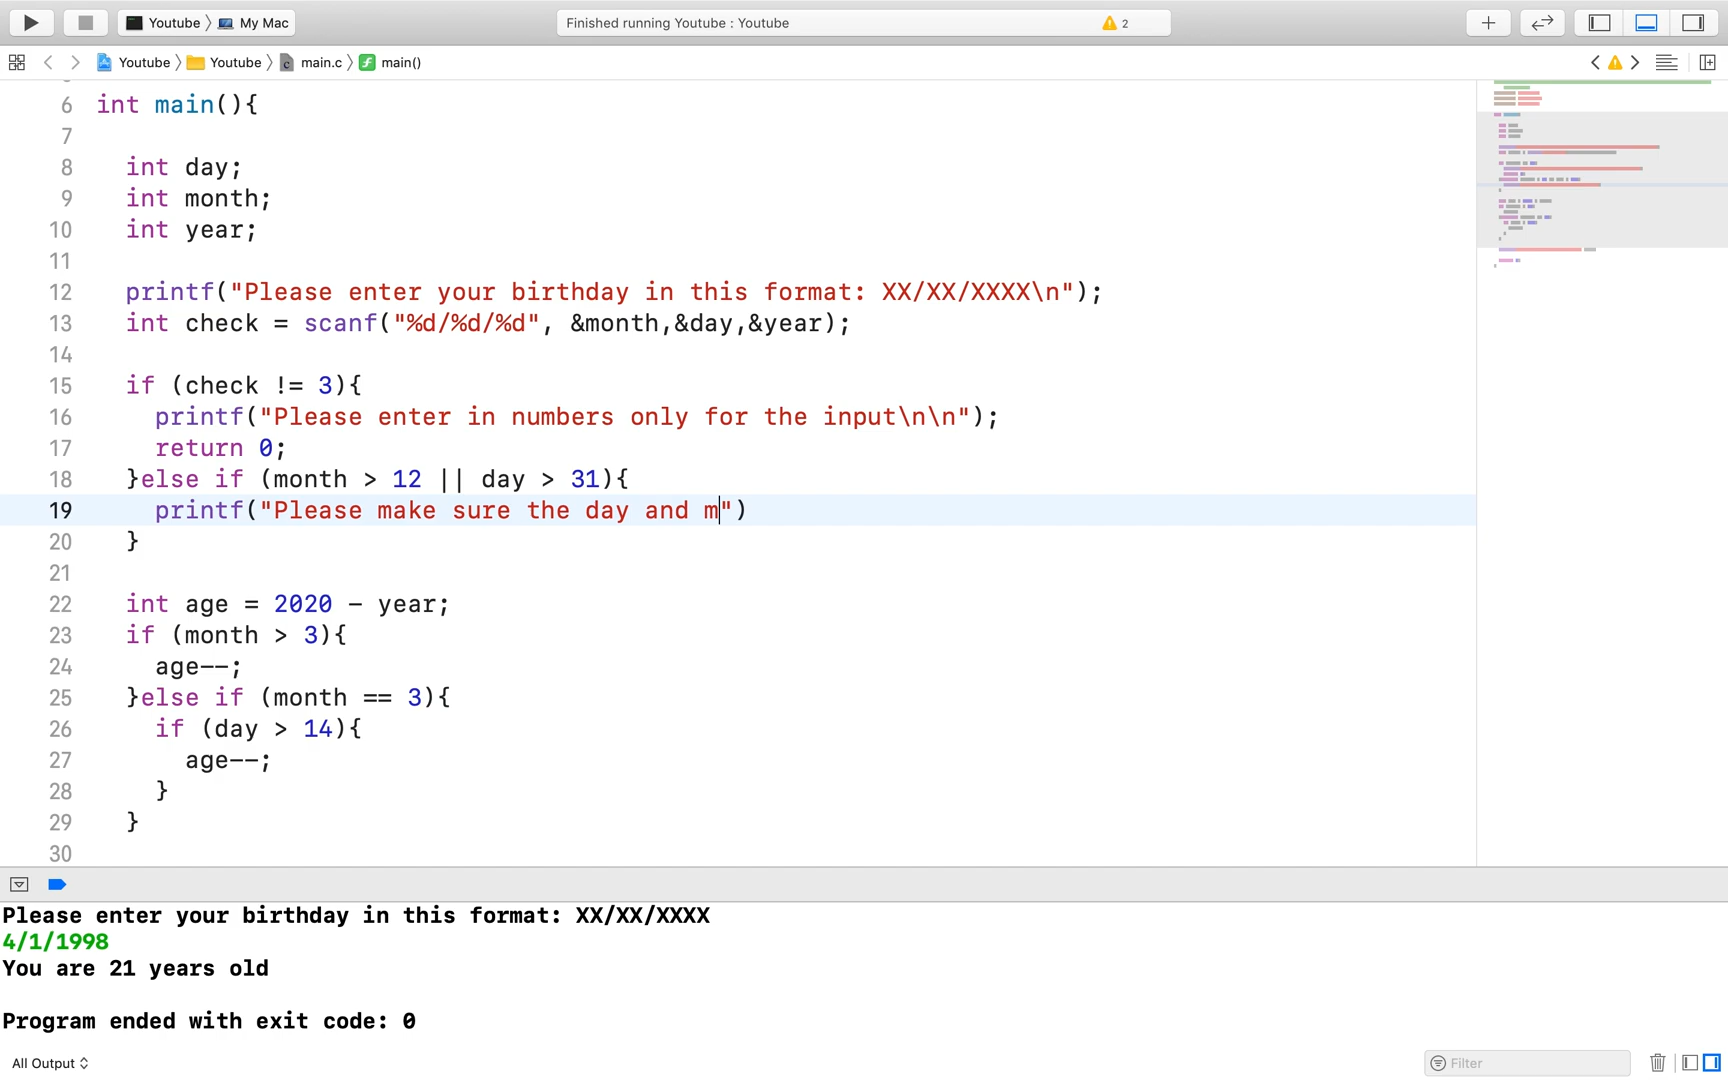 Youtube My Mac
Finished running Youtube : Youtube 2
Youtube Youtube c main.c f main()
6 int main(){
7
8 int day;
9 int month;
10 int year;
11
12 printf("Please enter your birthday in this format: XX/XX/XXXX\n");
13 int check = scanf("%d/%d/%d", &month,&day,&year);
14
15 if (check != 3){
16 printf("Please enter in numbers only for the input\n\n");
17 return 0;
18 }else if (month > 12 || day > 31){
19 printf("Please make sure the day and m")
20 }
21
22 int age = 2020 - year;
23 if (month > 3){
24 age--;
25 }else if (month == 3){
26 if (day > 14){
27 age--;
28 }
29 }
30
Please enter your birthday in this format: XX/XX/XXXX
4/1/1998
You are 21 years old
Program ended with exit code: 0
All Output Filter